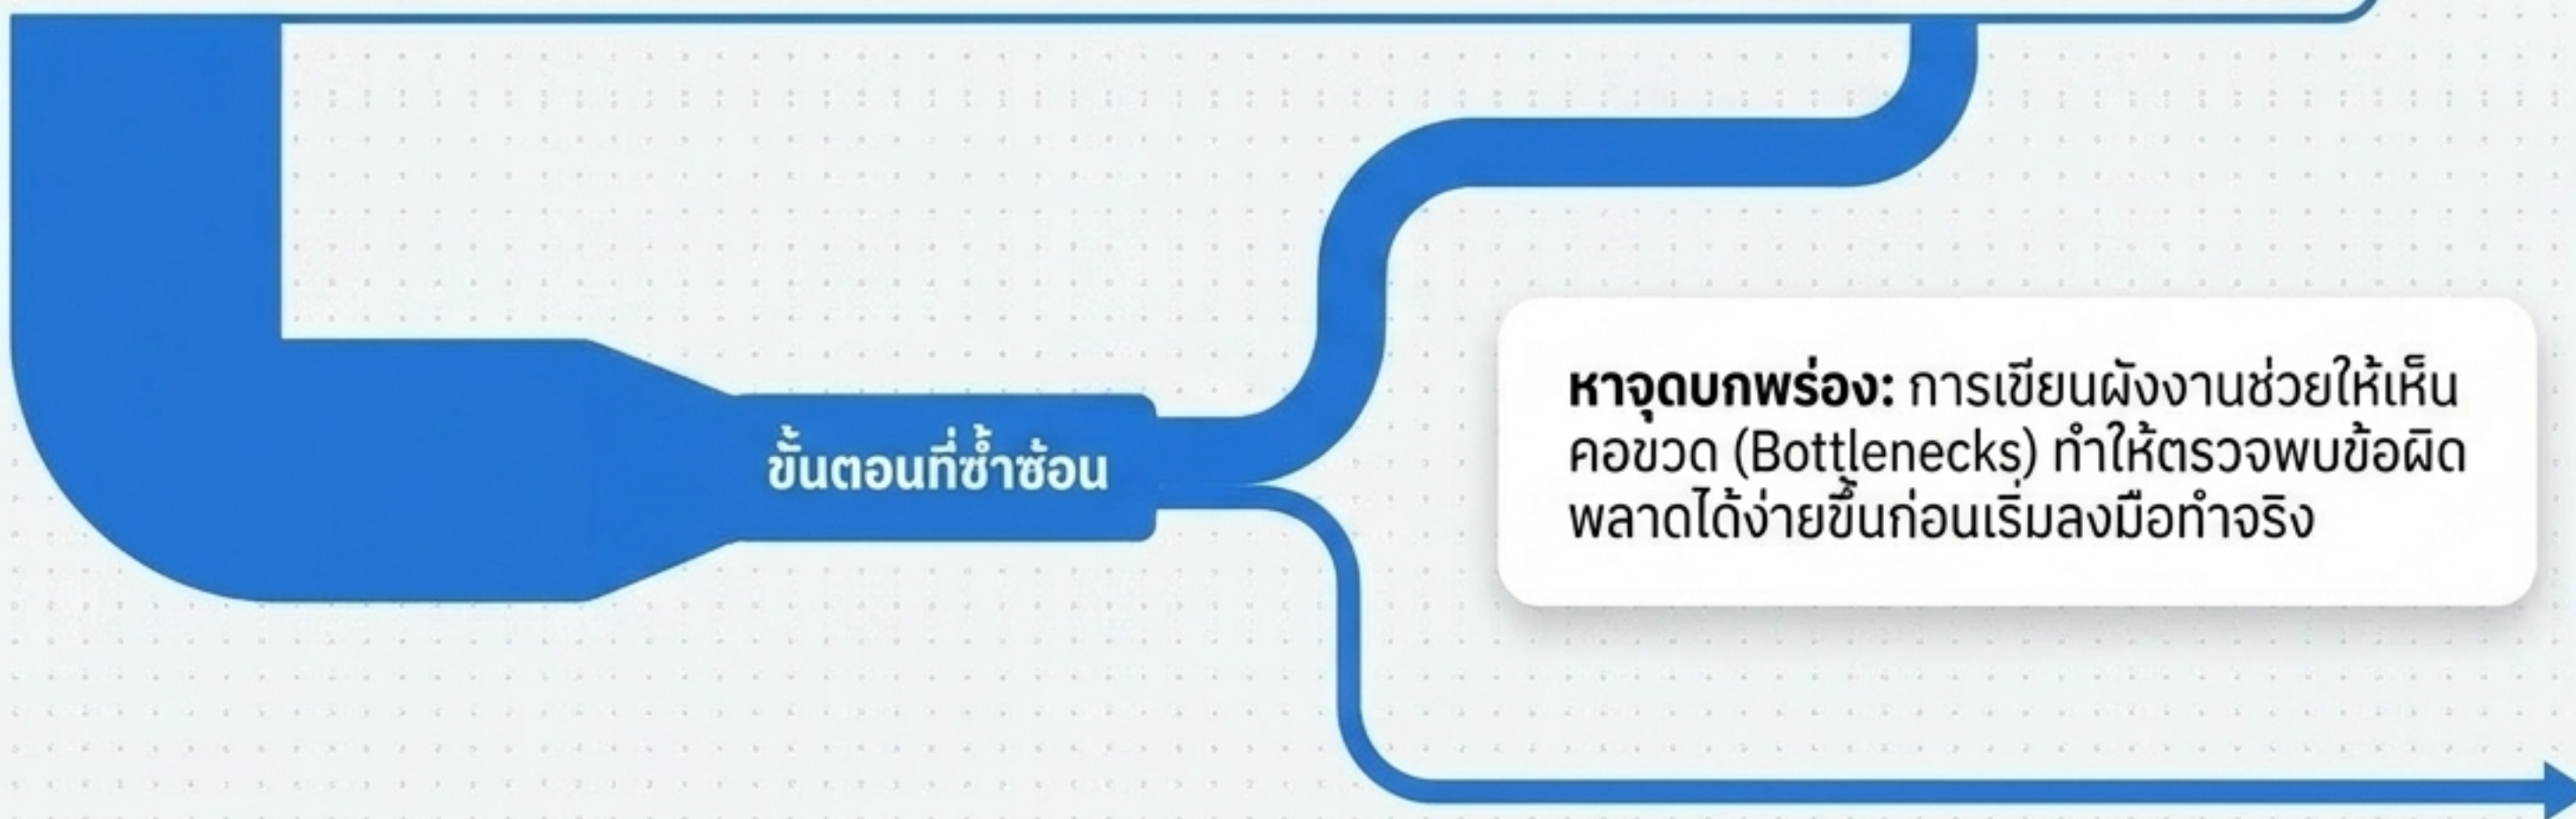 ขั้นตอนที่ซ้ำซ้อน
หาจุดบกพร่อง: การเขียนผังงานช่วยให้เห็น
คอขวด (Bottlenecks) ทำให้ตรวจพบข้อผิด
พลาดได้ง่ายขึ้นก่อนเริ่มลงมือทำจริง